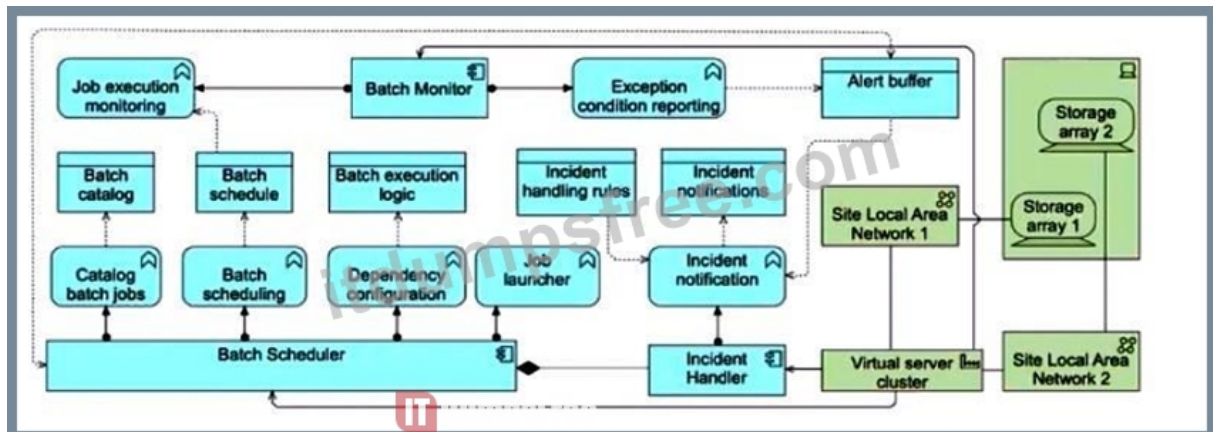 Job execution
monitoring
Batch Monitor
Exception
condition reporting
Alert buffer
Storage
array 2
Batch
catalog
Batch
schedule
Batch execution
logic
Incident
handling rules
Incident
notifications
Site Local Area
Network 1
Storage
array 1
Catalog
batch jobs
Batch
scheduling
Dependency
configuration
Job
launcher
Incident
notification
Batch Scheduler
Incident
Handler
Virtual server
cluster
Site Local Area
Network 2
itdumpsfree.com
IT